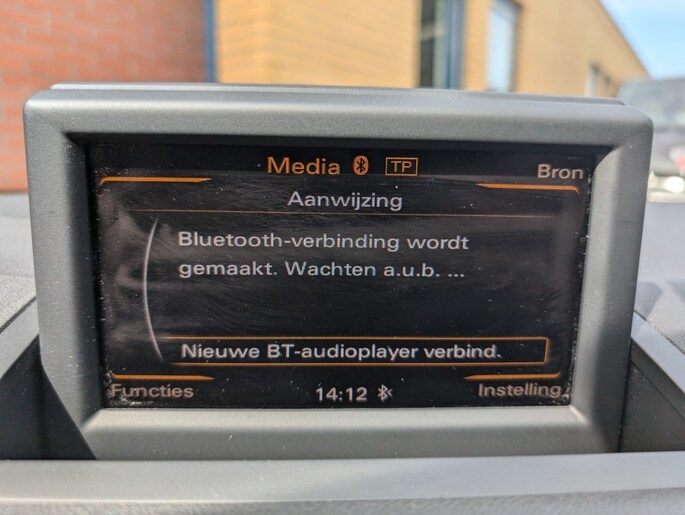 Media TP
Bron
Aanwijzing
Bluetooth-verbinding wordt
gemaakt. Wachten a.u.b. ...
Nieuwe BT-audioplayer verbind.
Functies
14:12
Instelling